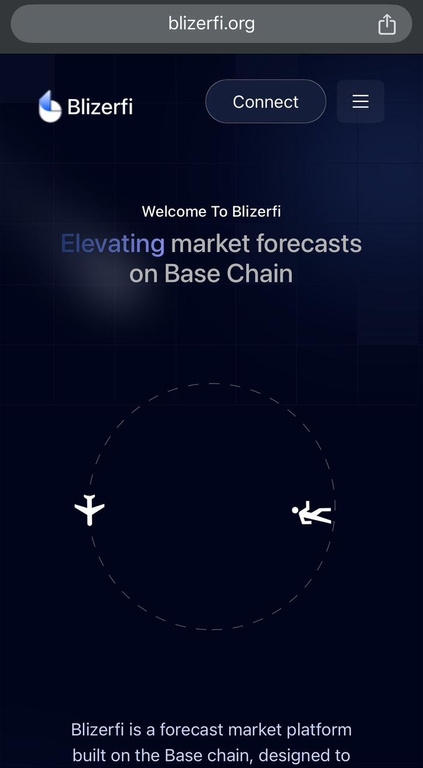 blizerfi.org
Blizerfi
Connect
Welcome To Blizerfi
Elevating market forecasts
on Base Chain
Blizerfi is a forecast market platform
built on the Base chain, designed to